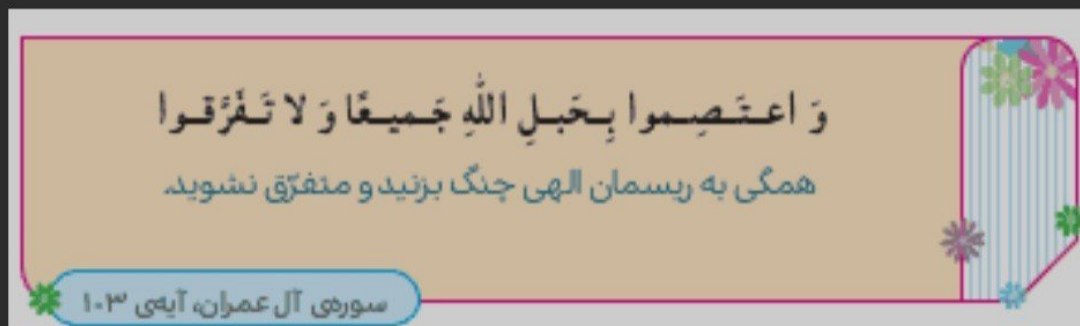 وَ اعتَصِموا بِحَبلِ اللّٰهِ جَميعًا وَ لا تَفَرَّقوا
همگی به ریسمان الهی چنگ بزنید و متفرّق نشوید.
سوره‌ی آل عمران، آیه‌ی ۱۰۳